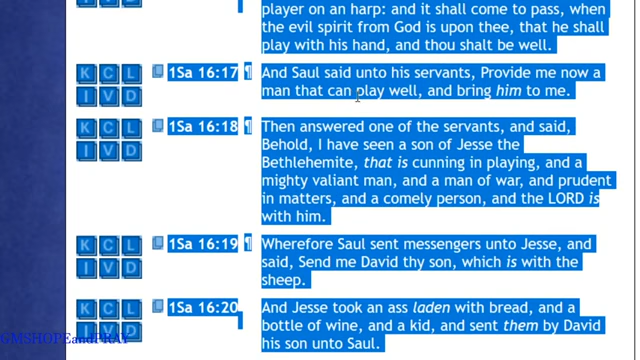 player on an harp: and it shall come to pass, when
the evil spirit from God is upon thee, that he shall
play with his hand, and thou shalt be well.
K C L 1Sa 16:17 ¶ And Saul said unto his servants, Provide me now a
I V D man that can play well, and bring him to me.
K C L 1Sa 16:18 ¶ Then answered one of the servants, and said,
I V D Behold, I have seen a son of Jesse the
Bethlehemite, that is cunning in playing, and a
mighty valiant man, and a man of war, and prudent
in matters, and a comely person, and the LORD is
with him.
K C L 1Sa 16:19 ¶ Wherefore Saul sent messengers unto Jesse, and
I V D said, Send me David thy son, which is with the
sheep.
K C L 1Sa 16:20 And Jesse took an ass laden with bread, and a
I V D bottle of wine, and a kid, and sent them by David
his son unto Saul.
GMSHOPEandPRAY